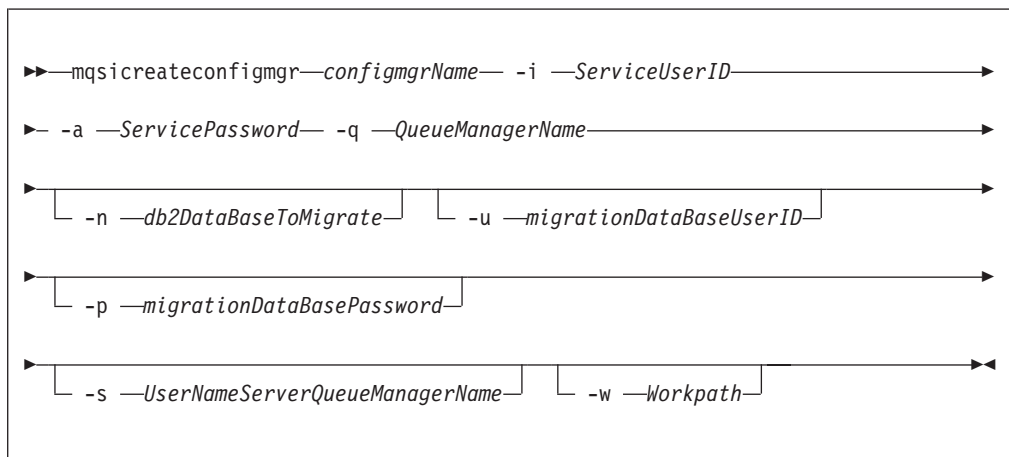 mqsicreateconfigmgr configmgrName -i ServiceUserID
-a ServicePassword -q QueueManagerName
-n db2DataBaseToMigrate -u migrationDataBaseUserID
-p migrationDataBasePassword
-s UserNameServerQueueManagerName -w Workpath